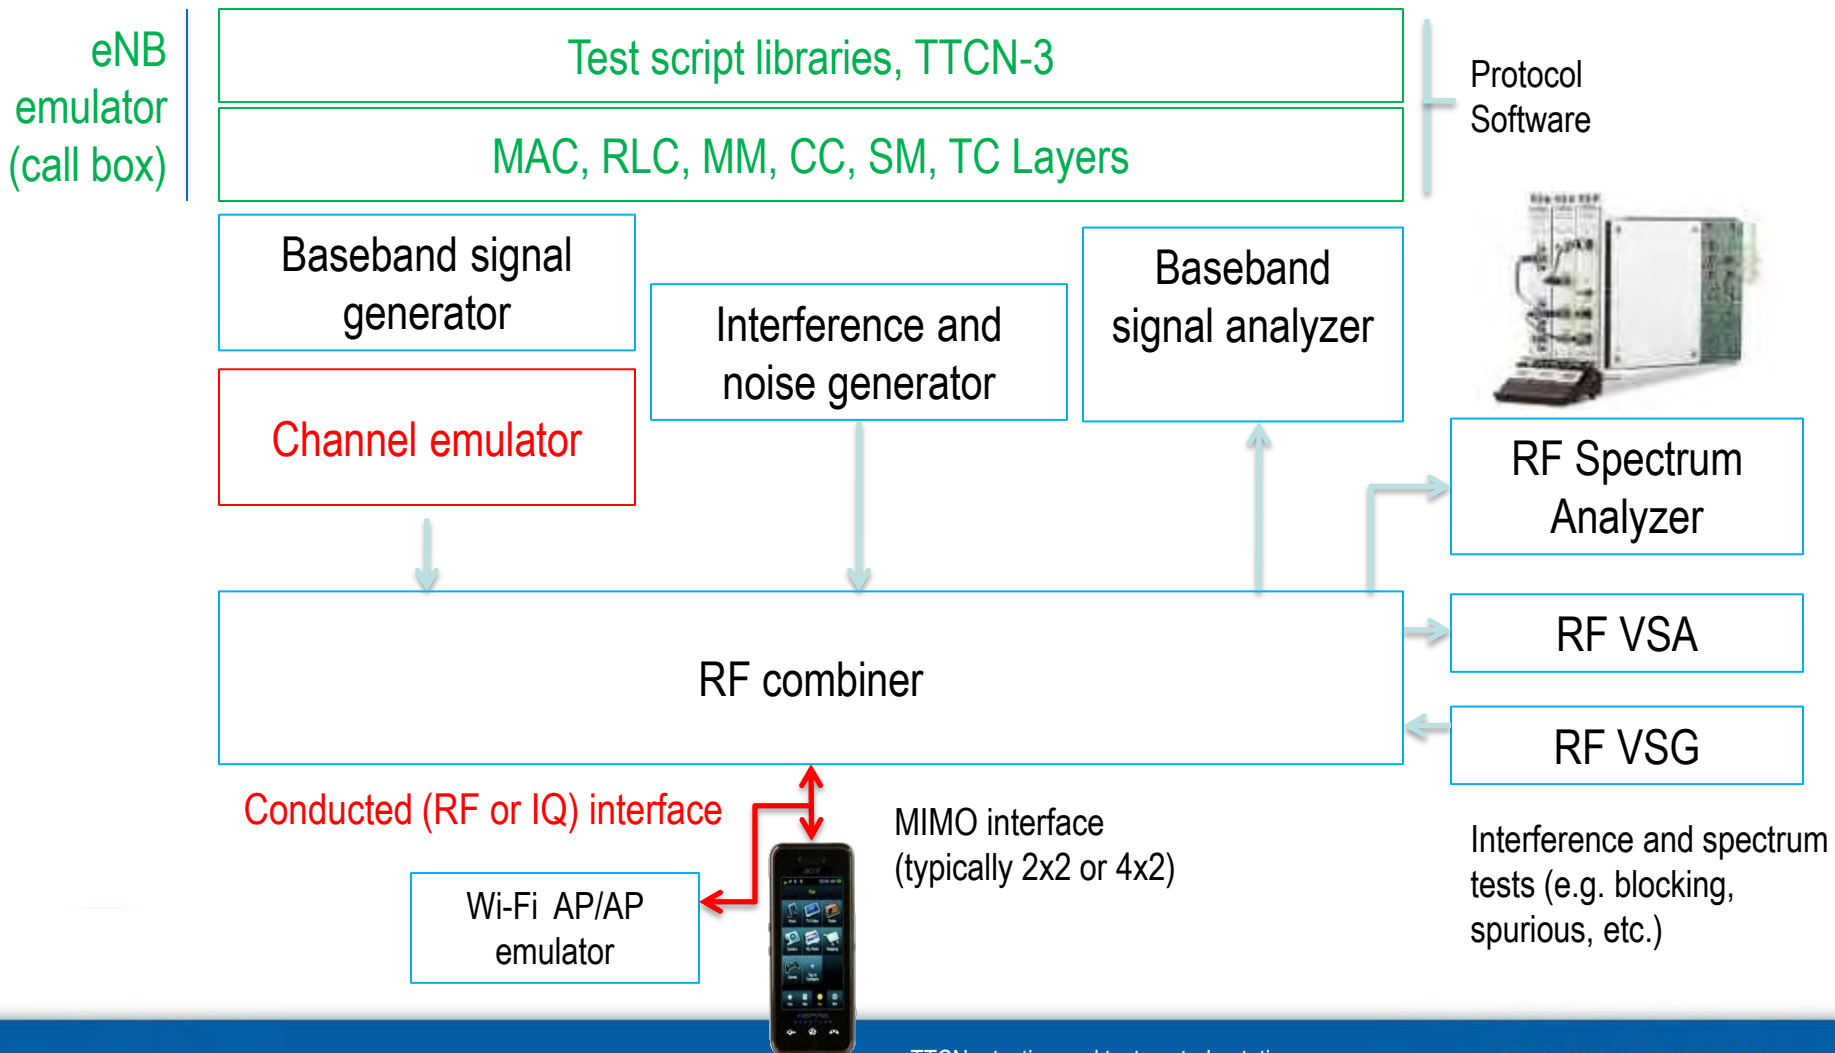 eNB
emulator
(call box)
Test script libraries, TTCN-3
MAC, RLC, MM, CC, SM, TC Layers
Protocol
Software
Baseband signal
generator
Interference and
noise generator
Baseband
signal analyzer
Channel emulator
RF Spectrum
Analyzer
RF combiner
RF VSA
RF VSG
Conducted (RF or IQ) interface
MIMO interface
(typically 2x2 or 4x2)
Wi-Fi AP/AP
emulator
Interference and spectrum
tests (e.g. blocking,
spurious, etc.)
acer